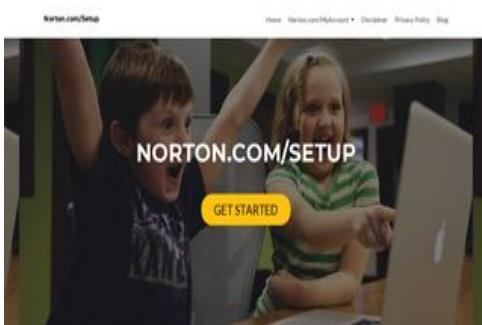 Norton.com/Setup
Home Norton.com/MyAccount Disclaimer Privacy Policy Blog
NORTON.COM/SETUP
GET STARTED